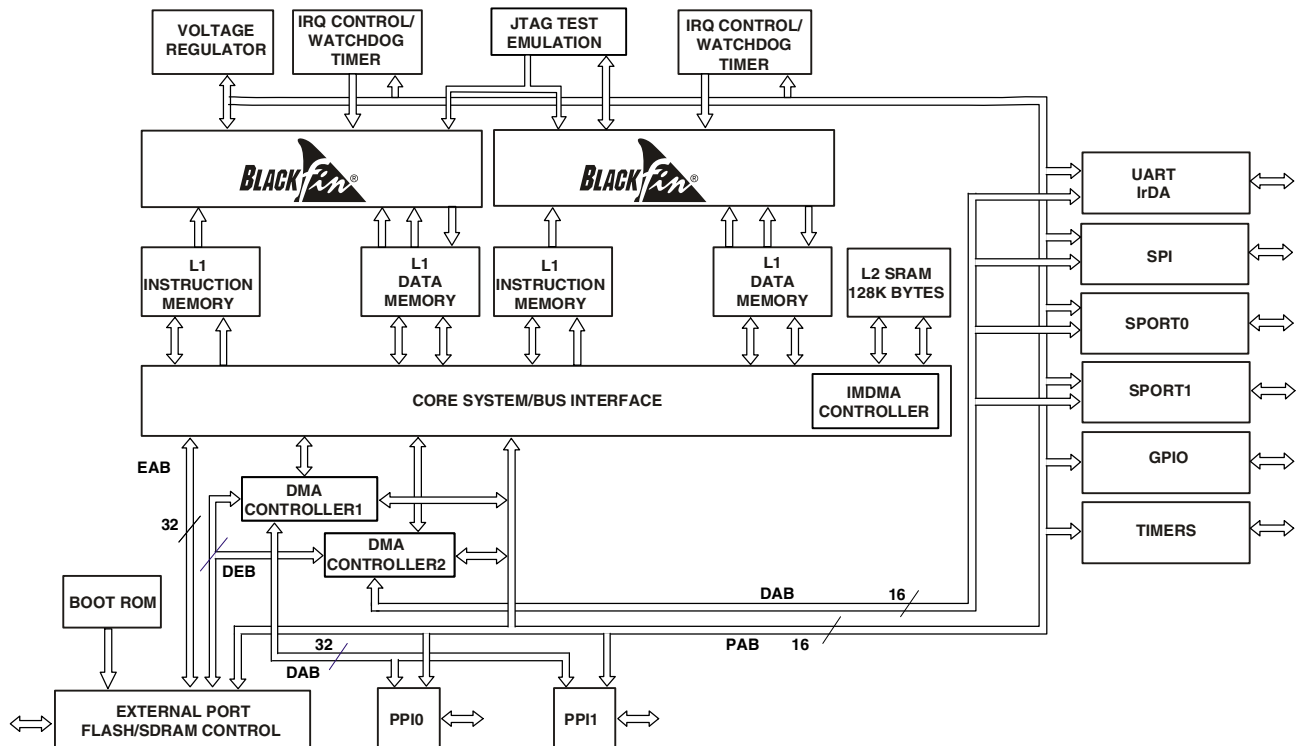 VOLTAGE
REGULATOR
IRQ CONTROL/
WATCHDOG
TIMER
JTAG TEST
EMULATION
IRQ CONTROL/
WATCHDOG
TIMER
BLACKfin®
BLACKfin®
UART
IrDA
L1
INSTRUCTION
MEMORY
L1
DATA
MEMORY
L1
INSTRUCTION
MEMORY
L1
DATA
MEMORY
L2 SRAM
128K BYTES
SPI
SPORT0
CORE SYSTEM/BUS INTERFACE
IMDMA
CONTROLLER
SPORT1
EAB
GPIO
DMA
CONTROLLER1
32
TIMERS
DMA
CONTROLLER2
DEB
BOOT ROM
DAB
16
32
DAB
PAB
16
EXTERNAL PORT
FLASH/SDRAM CONTROL
PPI0
PPI1